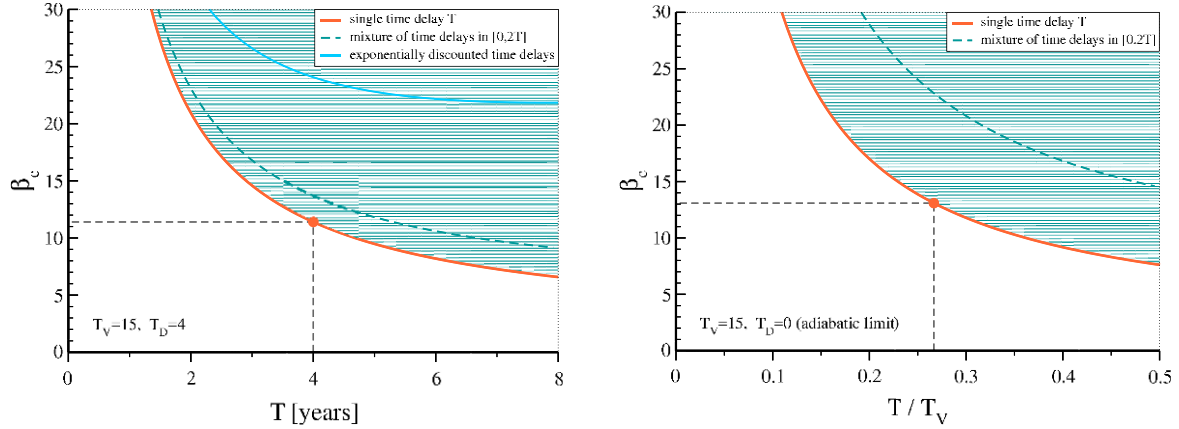 30
25
20
15
10
5
0
β_c
single time delay T
mixture of time delays in [0,2T]
exponentially discounted time delays
T_V=15, T_D=4
0
2
4
6
8
T [years]
30
25
20
15
10
5
0
β_c
single time delay T
mixture of time delays in [0.2T]
T_V=15, T_D=0 (adiabatic limit)
0
0.1
0.2
0.3
0.4
0.5
T / T_V